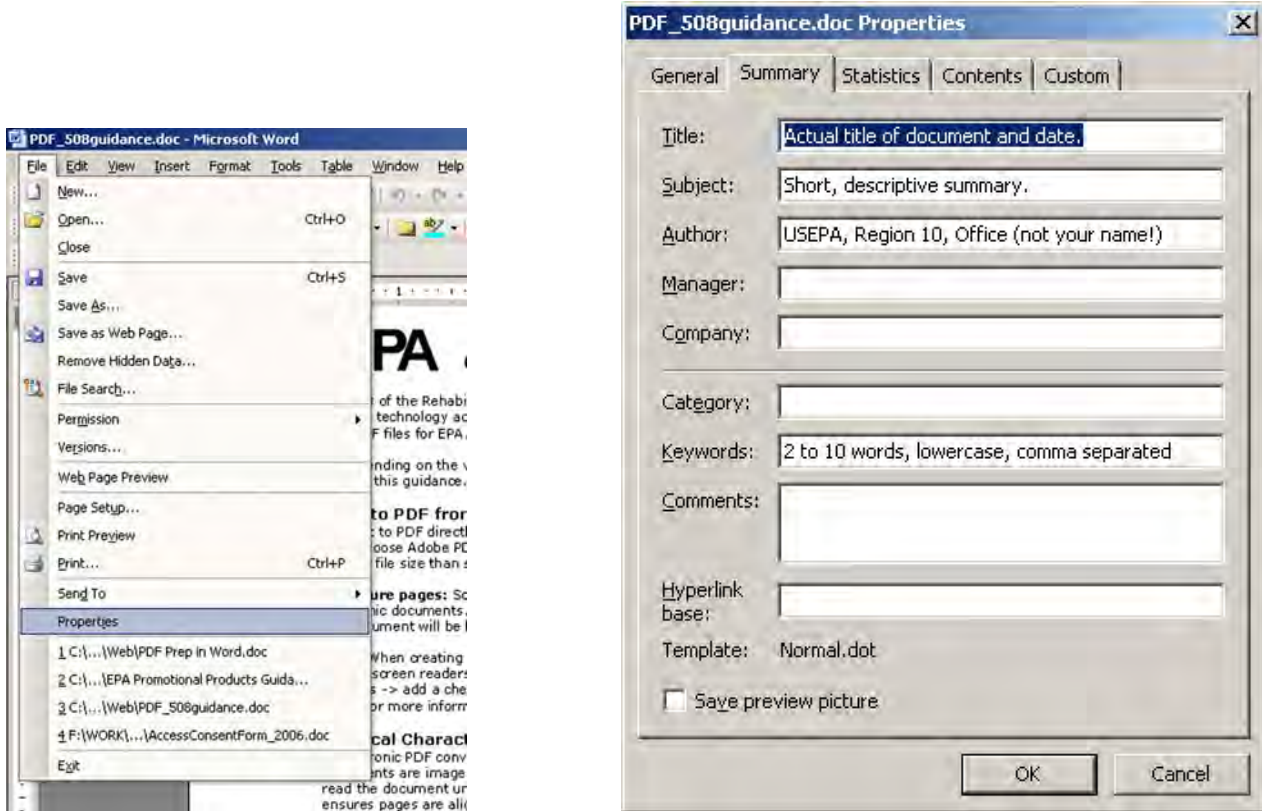 PDF_508guidance.doc - Microsoft Word
File Edit View Insert Format Tools Table Window Help
New...
Open... Ctrl+O
Close
Save Ctrl+S
Save As...
Save as Web Page...
Remove Hidden Data...
File Search...
Permission
Versions...
Web Page Preview
Page Setup...
Print Preview
Print... Ctrl+P
Send To
Properties
1 C:\...\Web\PDF Prep in Word.doc
2 C:\...\EPA Promotional Products Guida...
3 C:\...\Web\PDF_508guidance.doc
4 F:\WORK\...\AccessConsentForm_2006.doc
Exit
PA
of the Rehabi
technology ac
F files for EPA.
nding on the v
this guidance.
to PDF fror
to PDF directl
oose Adobe PD
file size than s
ure pages: Sc
ic documents.
ument will be l
When creating
screen readers
s -> add a che
or more inform
cal Charact
ronic PDF conv
nts are image
read the document un
ensures pages are alig
PDF_508guidance.doc Properties
General Summary Statistics Contents Custom
Title: Actual title of document and date.
Subject: Short, descriptive summary.
Author: USEPA, Region 10, Office (not your name!)
Manager:
Company:
Category:
Keywords: 2 to 10 words, lowercase, comma separated
Comments:
Hyperlink
base:
Template: Normal.dot
Save preview picture
OK Cancel